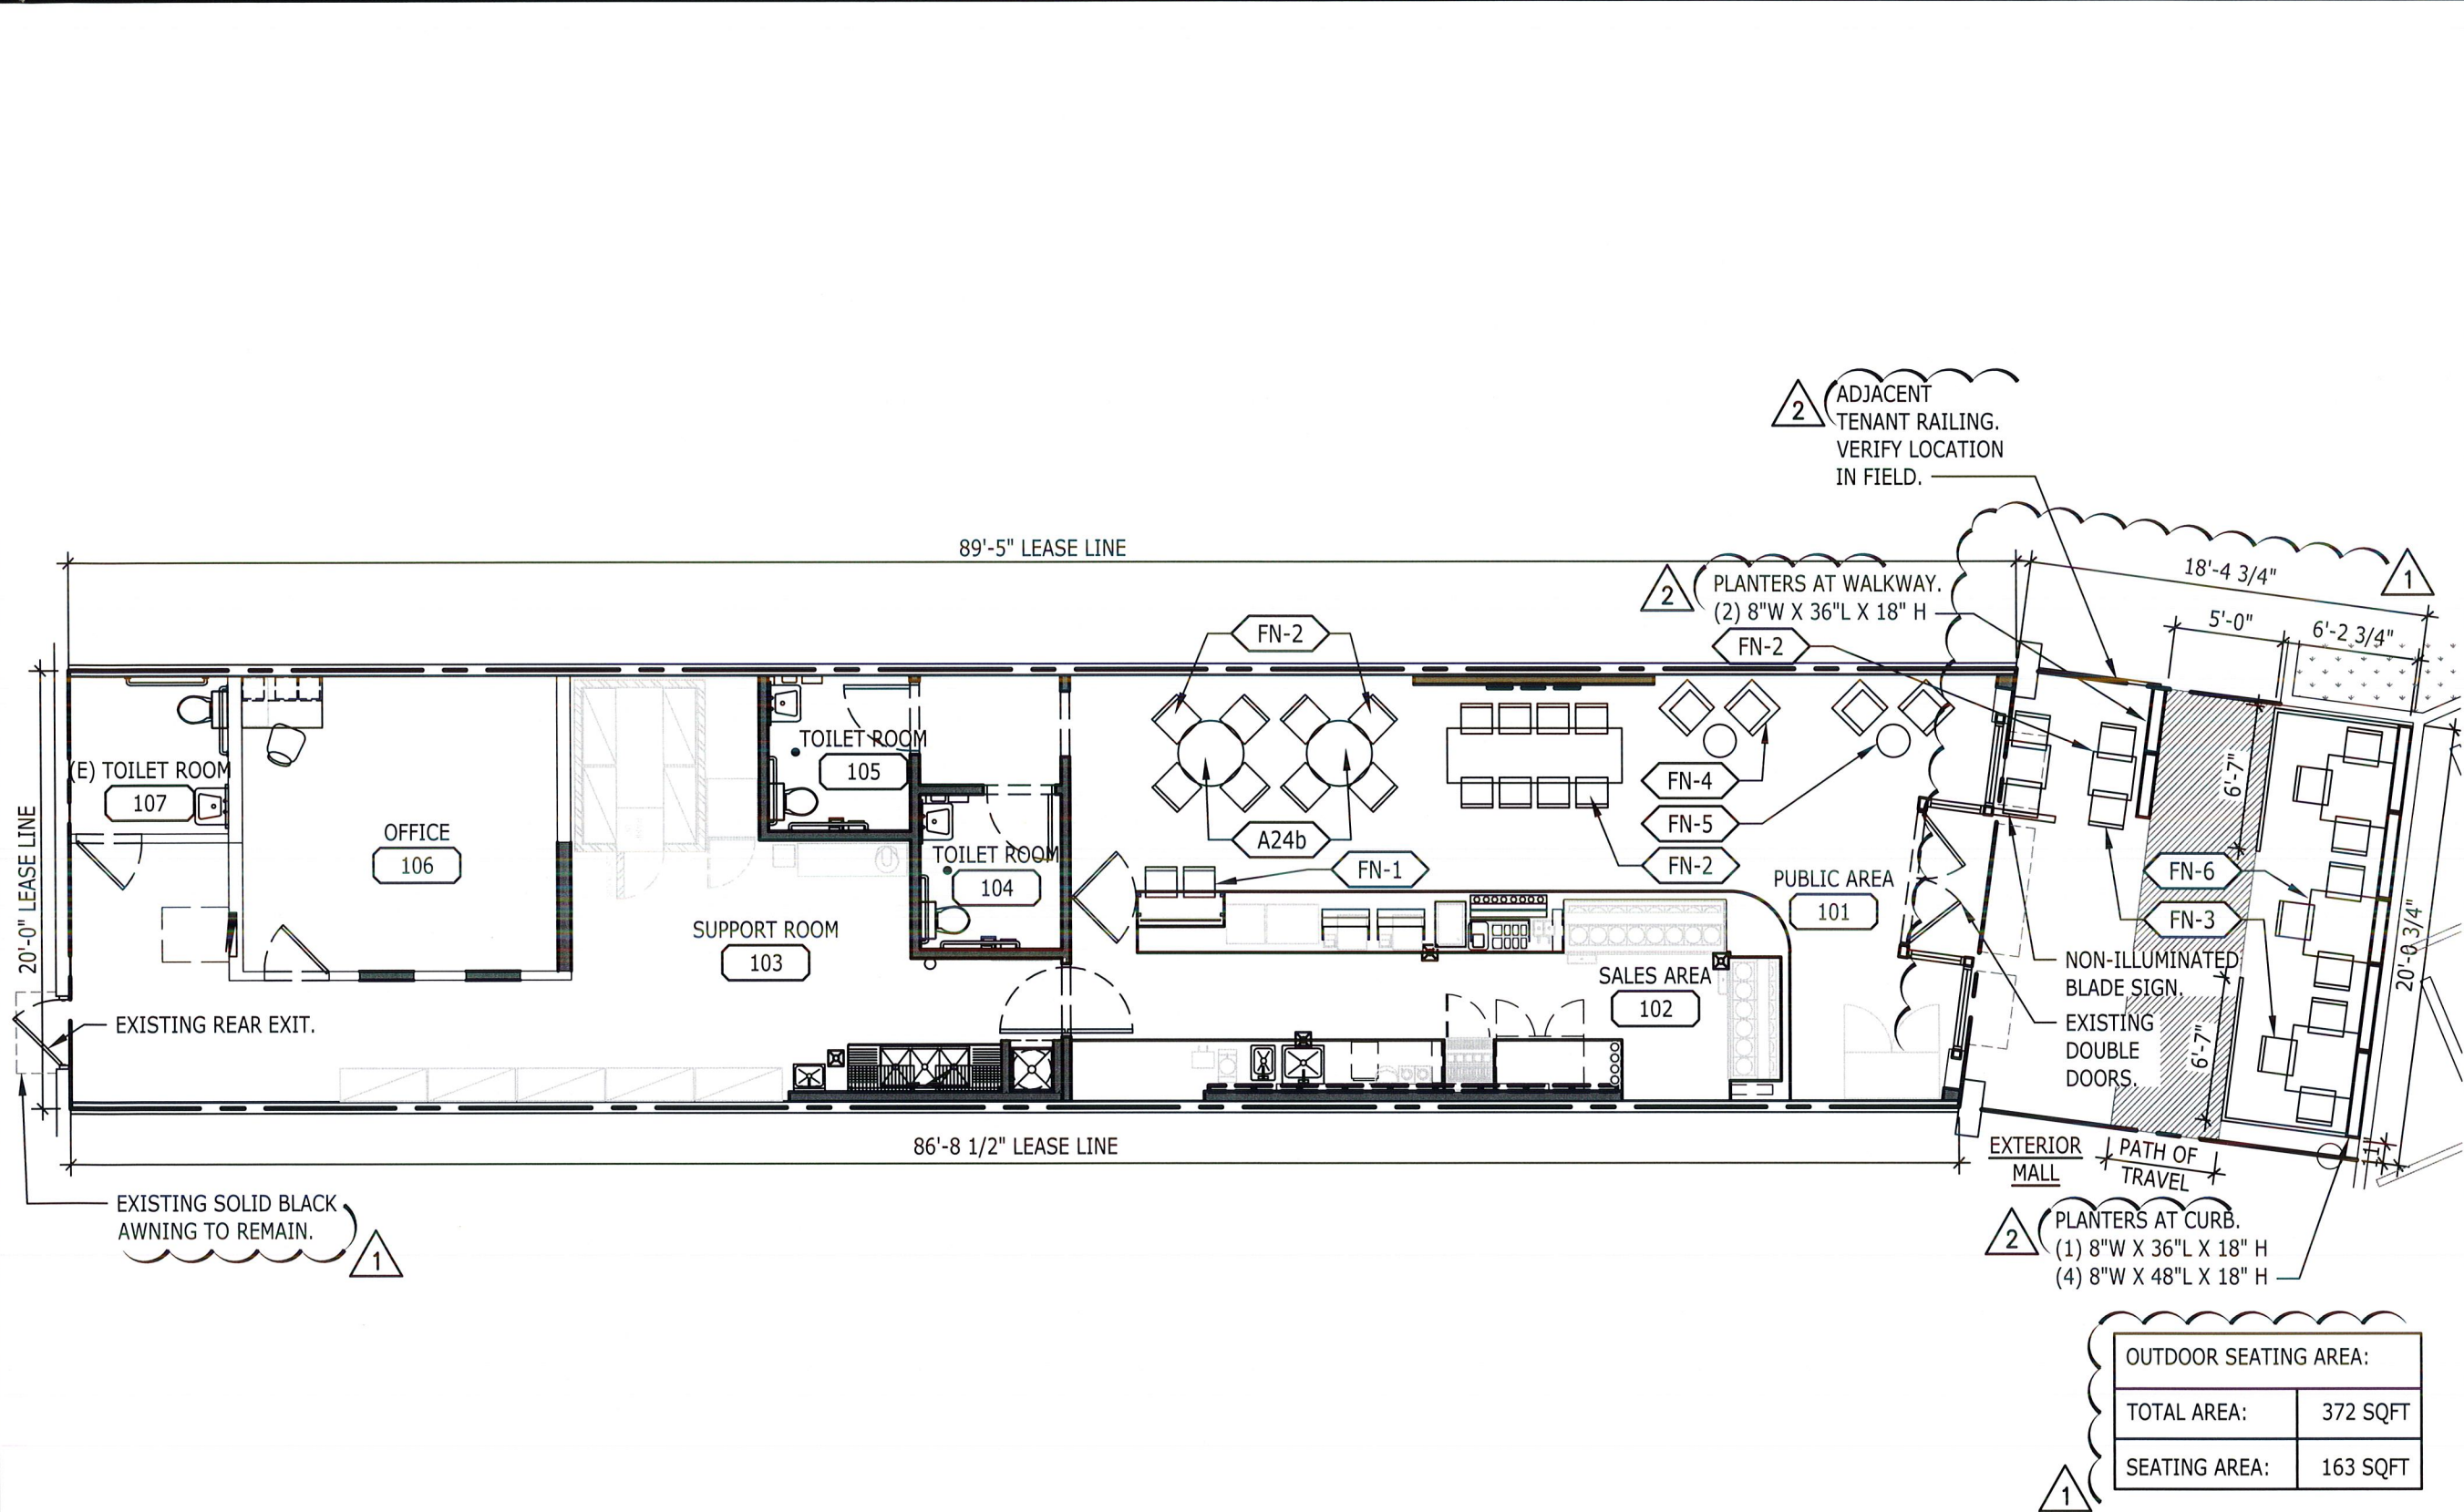 2
ADJACENT
TENANT RAILING.
VERIFY LOCATION
IN FIELD.
89'-5" LEASE LINE
18'-4 3/4"
1
2
PLANTERS AT WALKWAY.
(2) 8"W X 36"L X 18" H
5'-0"
6'-2 3/4"
FN-2
FN-2
TOILET ROOM
105
(E) TOILET ROOM
107
6'-7"
FN-4
FN-5
FN-2
A24b
FN-1
OFFICE
106
TOILET ROOM
104
PUBLIC AREA
101
FN-6
FN-3
20'-0" LEASE LINE
SUPPORT ROOM
103
SALES AREA
102
NON-ILLUMINATED
BLADE SIGN.
20'-0 3/4"
EXISTING REAR EXIT.
EXISTING
DOUBLE
DOORS.
6'-7"
86'-8 1/2" LEASE LINE
EXTERIOR
MALL
PATH OF
TRAVEL
EXISTING SOLID BLACK
AWNING TO REMAIN.
1
2
PLANTERS AT CURB.
(1) 8"W X 36"L X 18" H
(4) 8"W X 48"L X 18" H
OUTDOOR SEATING AREA:
TOTAL AREA: 372 SQFT
SEATING AREA: 163 SQFT
1